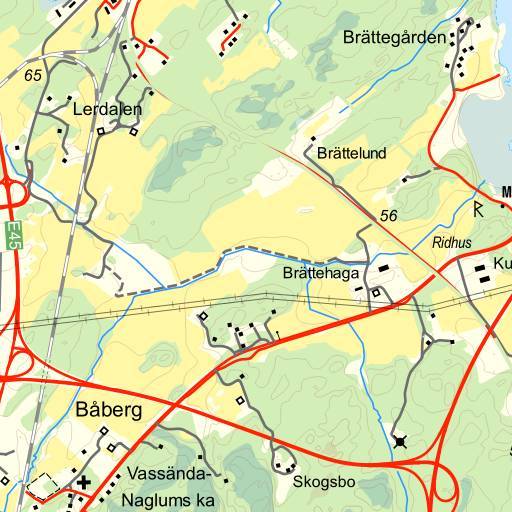 Brättegården
65
Lerdalen
Brättelund
M
56
E45
Ridhus
Brättehaga
Ku
Båberg
Vassända-
Naglums ka
Skogsbo